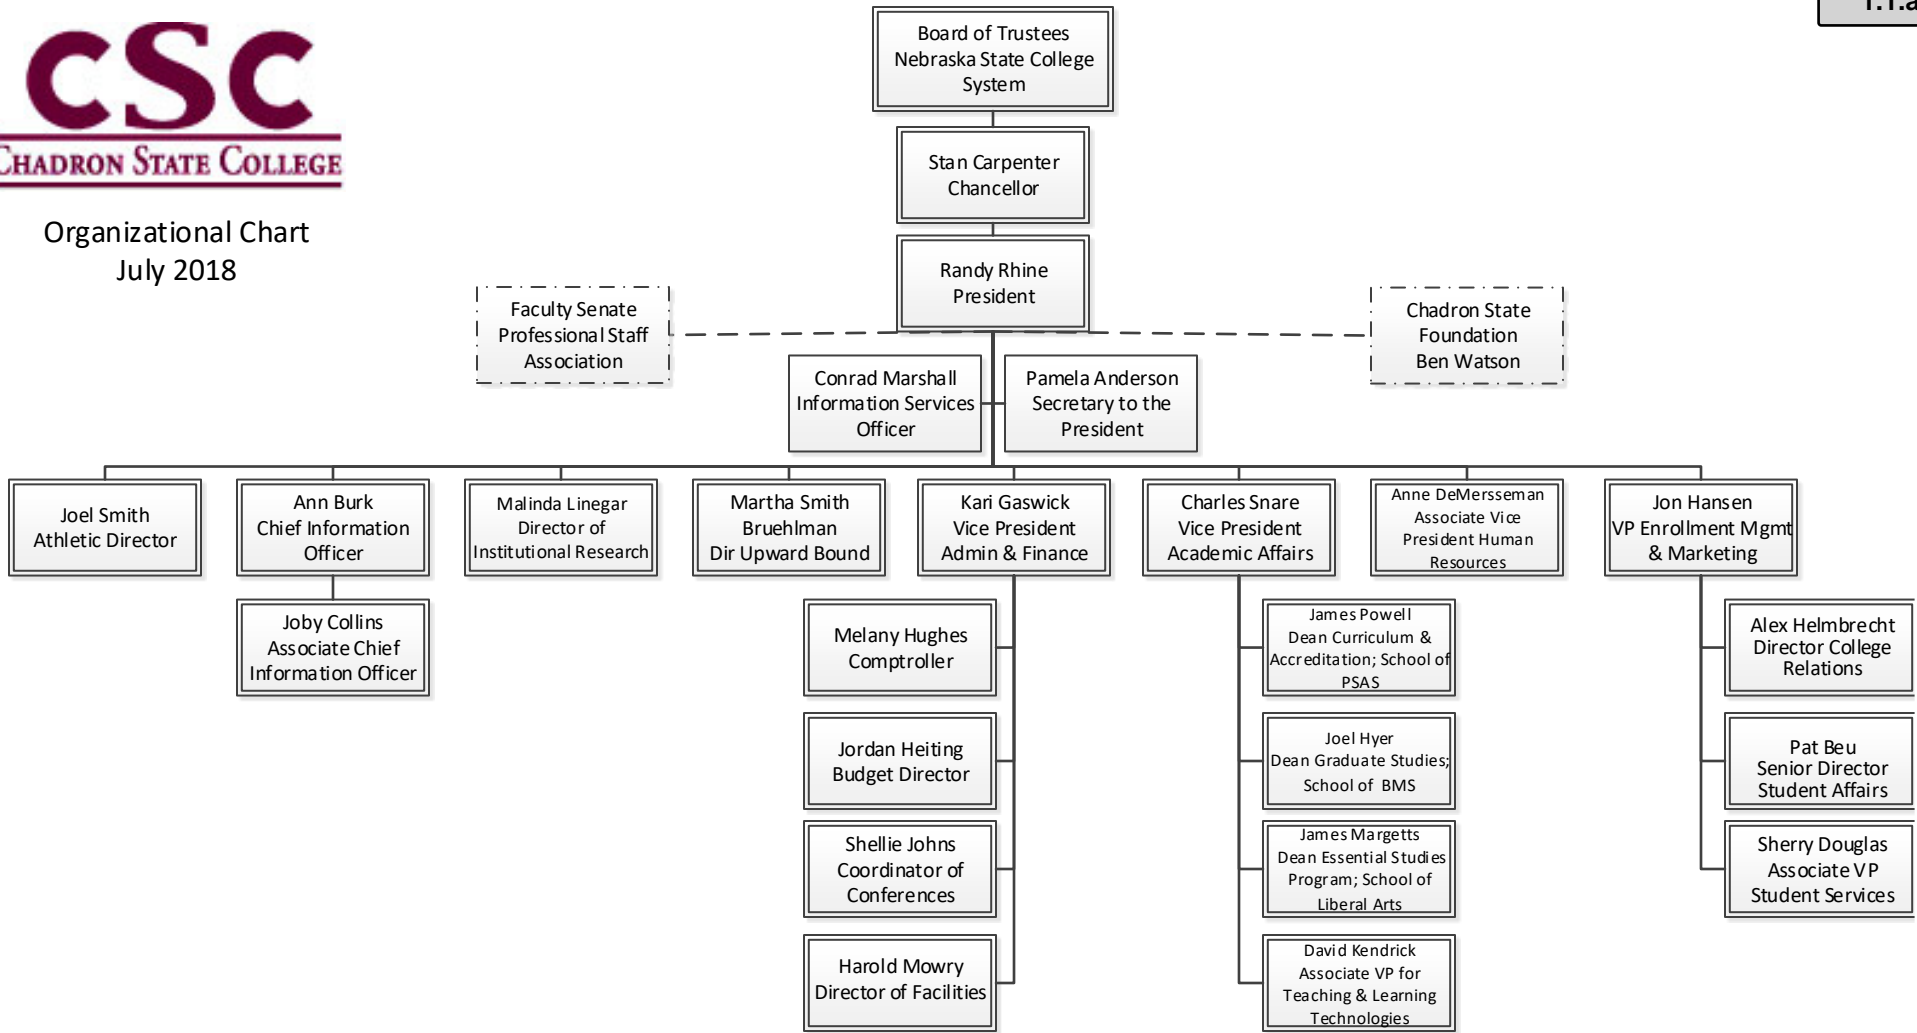 1.1.a
CSC
CHADRON STATE COLLEGE
Organizational Chart
July 2018
Board of Trustees
Nebraska State College
System
Stan Carpenter
Chancellor
Randy Rhine
President
Faculty Senate
Professional Staff
Association
Chadron State
Foundation
Ben Watson
Conrad Marshall
Information Services
Officer
Pamela Anderson
Secretary to the
President
Joel Smith
Athletic Director
Ann Burk
Chief Information
Officer
Malinda Linegar
Director of
Institutional Research
Martha Smith
Bruehlman
Dir Upward Bound
Kari Gaswick
Vice President
Admin & Finance
Charles Snare
Vice President
Academic Affairs
Anne DeMersseman
Associate Vice
President Human
Resources
Jon Hansen
VP Enrollment Mgmt
& Marketing
Joby Collins
Associate Chief
Information Officer
Melany Hughes
Comptroller
Jordan Heiting
Budget Director
Shellie Johns
Coordinator of
Conferences
Harold Mowry
Director of Facilities
James Powell
Dean Curriculum &
Accreditation; School of
PSAS
Joel Hyer
Dean Graduate Studies;
School of BMS
James Margetts
Dean Essential Studies
Program; School of
Liberal Arts
David Kendrick
Associate VP for
Teaching & Learning
Technologies
Alex Helmbrecht
Director College
Relations
Pat Beu
Senior Director
Student Affairs
Sherry Douglas
Associate VP
Student Services